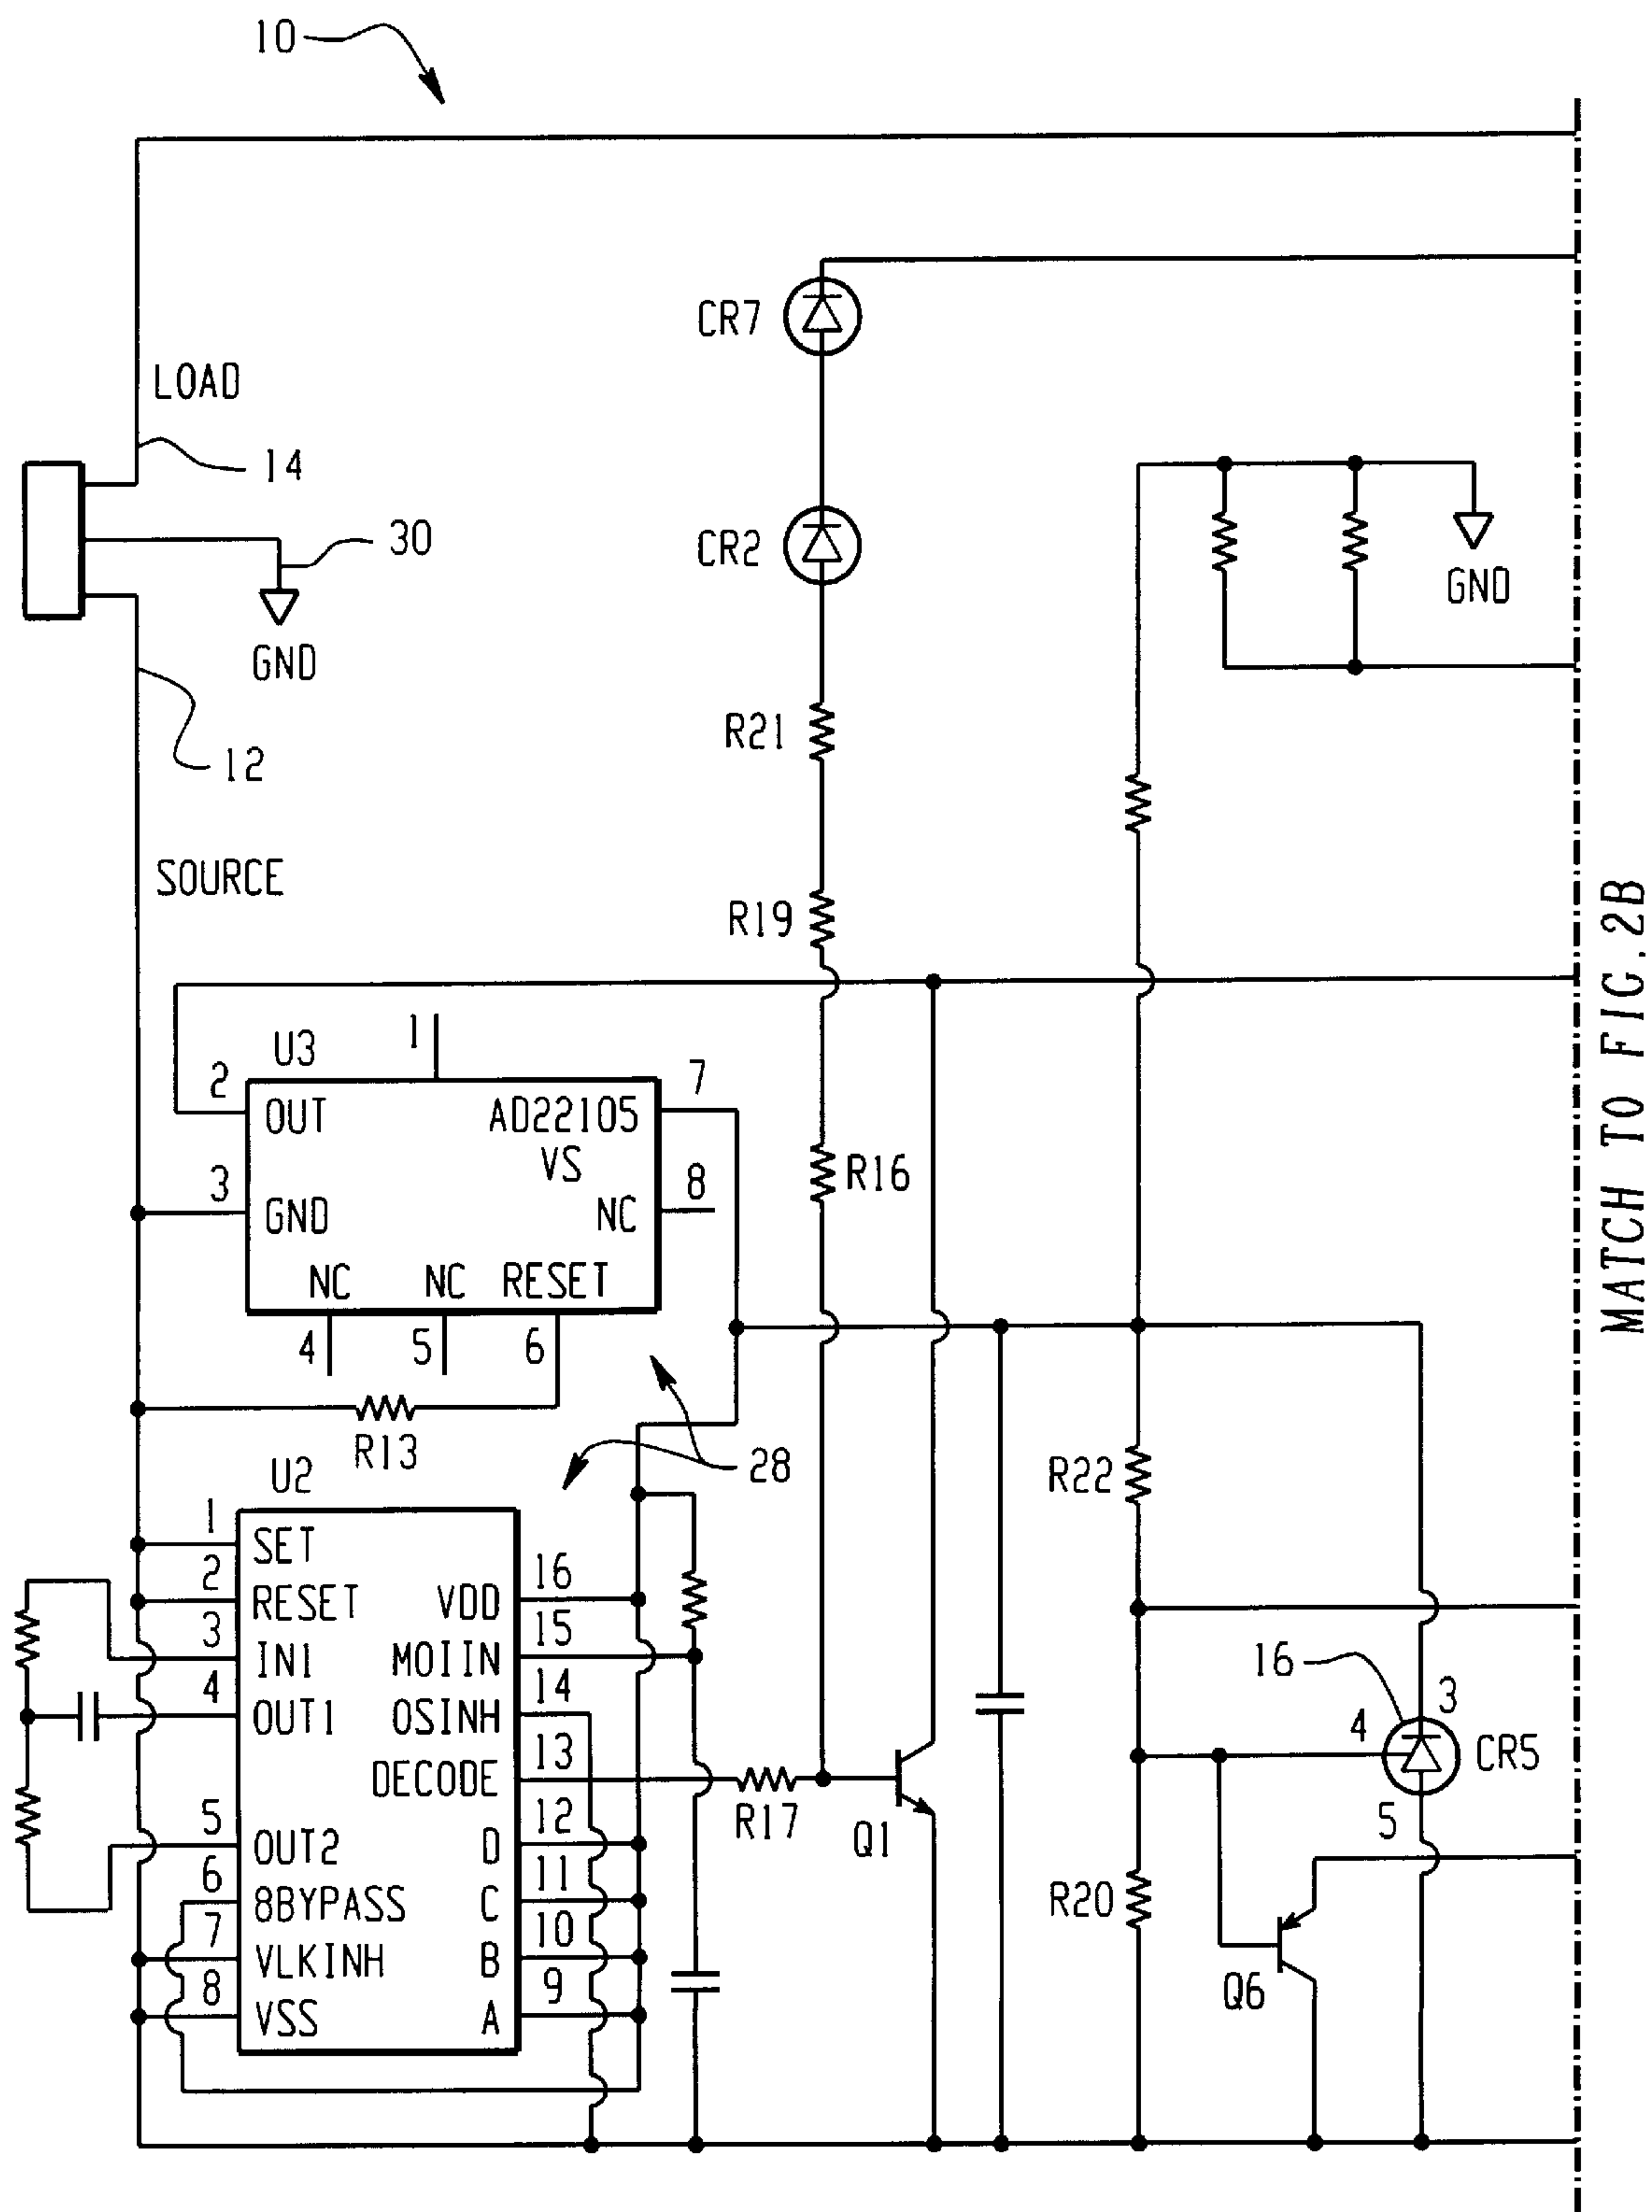 10
CR7
LOAD
14
30
CR2
GND
GND
R21
12
SOURCE
R19
MATCH TO FIG.2B
U3
1
2
7
OUT
AD22105
VS
R16
3
8
GND
NC
NC
NC
RESET
4
5
6
R13
28
R22
U2
1
SET
2
16
RESET
VDD
3
15
16
IN1
MOIIN
4
14
3
4
OUT1
OSINH
CR5
13
DECODE
R17
5
5
12
Q1
OUT2
D
6
11
8BYPASS
C
R20
7
10
VLKINH
B
8
9
Q6
VSS
A